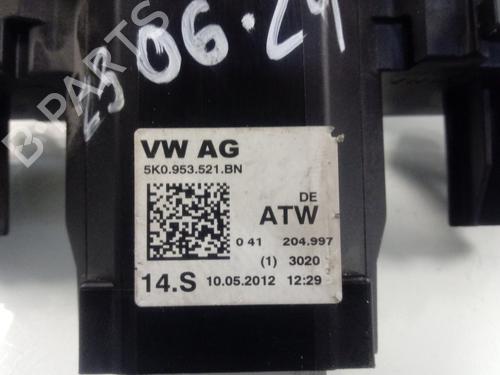 25 06.24
B-PARTS
VW AG
5K0.953.521.BN
DE
ATW
0 41 204.997
(1) 3020
14.S 10.05.2012 12:29